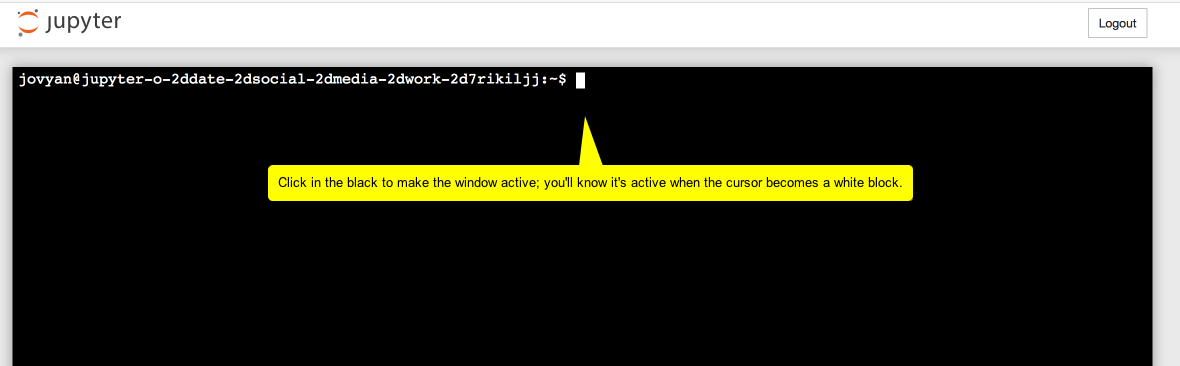 jupyter
Logout
jovyan@jupyter-o-2ddate-2dsocial-2dmedia-2dwork-2d7rikiljj:~$
Click in the black to make the window active; you'll know it's active when the cursor becomes a white block.